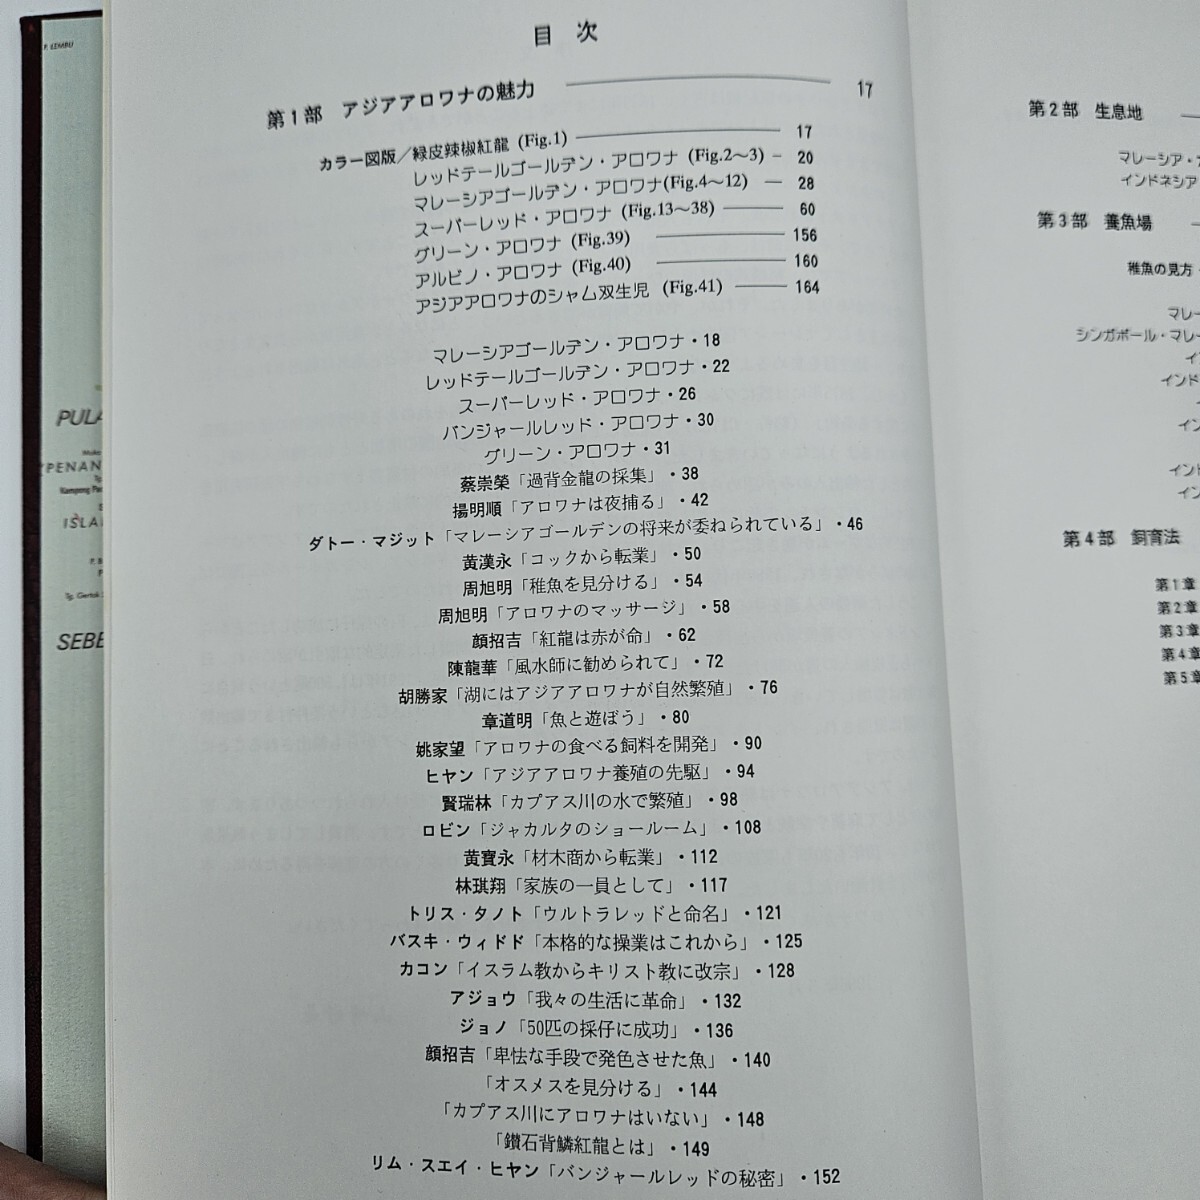 P. LEMBU
目 次
第1部 アジアアロワナの魅力 17
カラー図版／緑皮辣椒紅龍 (Fig.1) 17
レッドテールゴールデン・アロワナ (Fig.2〜3) 20
マレーシアゴールデン・アロワナ(Fig.4〜12) 28
スーパーレッド・アロワナ (Fig.13〜38) 60
グリーン・アロワナ (Fig.39) 156
アルビノ・アロワナ (Fig.40) 160
アジアアロワナのシャム双生児 (Fig.41) 164
マレーシアゴールデン・アロワナ・18
レッドテールゴールデン・アロワナ・22
スーパーレッド・アロワナ・26
バンジャールレッド・アロワナ・30
グリーン・アロワナ・31
蔡崇榮「過背金龍の採集」・38
揚明順「アロワナは夜捕る」・42
ダトー・マジット「マレーシアゴールデンの将来が委ねられている」・46
黄漢永「コックから転業」・50
周旭明「稚魚を見分ける」・54
周旭明「アロワナのマッサージ」・58
顔招吉「紅龍は赤が命」・62
陳龍華「風水師に勧められて」・72
胡勝家「湖にはアジアアロワナが自然繁殖」・76
章道明「魚と遊ぼう」・80
姚家望「アロワナの食べる飼料を開発」・90
ヒヤン「アジアアロワナ養殖の先駆」・94
賢瑞林「カプアス川の水で繁殖」・98
ロビン「ジャカルタのショールーム」・108
黄寶永「材木商から転業」・112
林琪翔「家族の一員として」・117
トリス・タノト「ウルトラレッドと命名」・121
バスキ・ウィドド「本格的な操業はこれから」・125
カコン「イスラム教からキリスト教に改宗」・128
アジョウ「我々の生活に革命」・132
ジョノ「50匹の採仔に成功」・136
顔招吉「卑怯な手段で発色させた魚」・140
「オスメスを見分ける」・144
「カプアス川にアロワナはいない」・148
「鑽石背鱗紅龍とは」・149
リム・スエイ・ヒヤン「バンジャールレッドの秘密」・152
第2部 生息地
マレーシア・
インドネシア
第3部 養魚場
稚魚の見方・
マレー
シンガポール・マレー
イ
インド
イン
インド
イン
第4部 飼育法
第1章
第2章
第3章
第4章
第5章
PULA
PENAN
ISLA
SEBE